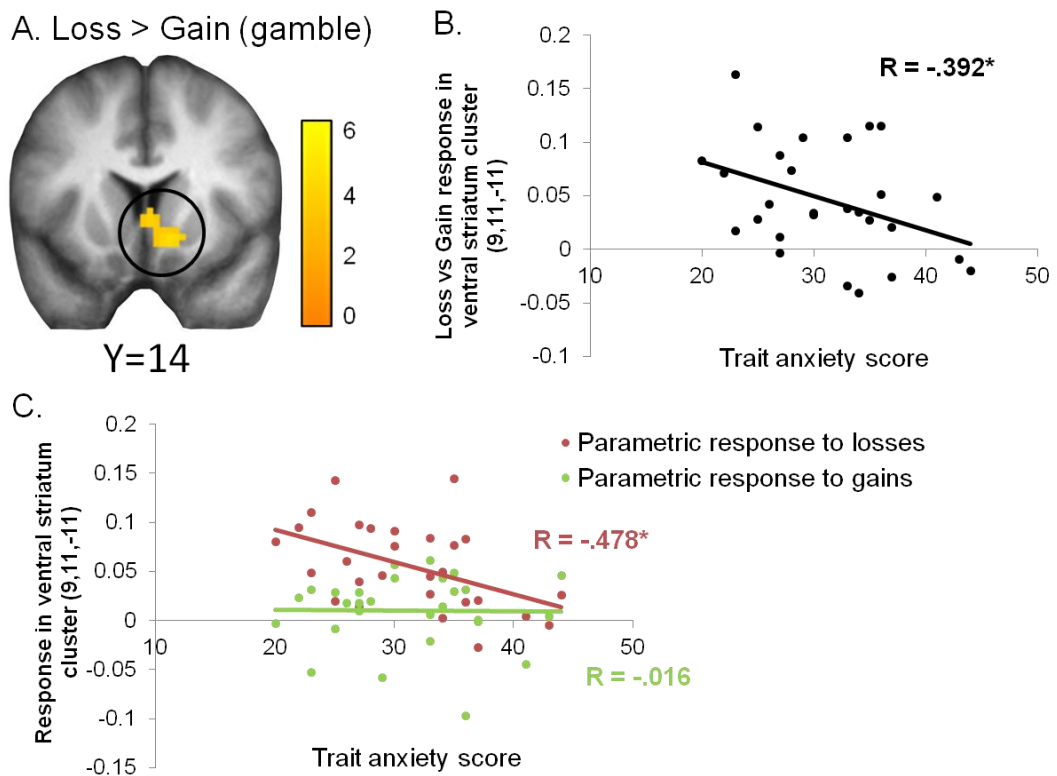 A. Loss > Gain (gamble)
6
4
2
0
Y=14
B.
Loss vs Gain response in
ventral striatum cluster
(9,11,-11)
0.2
0.15
0.1
0.05
0
-0.05
-0.1
10 20 30 40 50
R = -.392*
Trait anxiety score
C.
Response in ventral striatum
cluster (9,11,-11)
0.2
0.15
0.1
0.05
0
-0.05
-0.1
-0.15
10 20 30 40 50
Parametric response to losses
Parametric response to gains
R = -.478*
R = -.016
Trait anxiety score